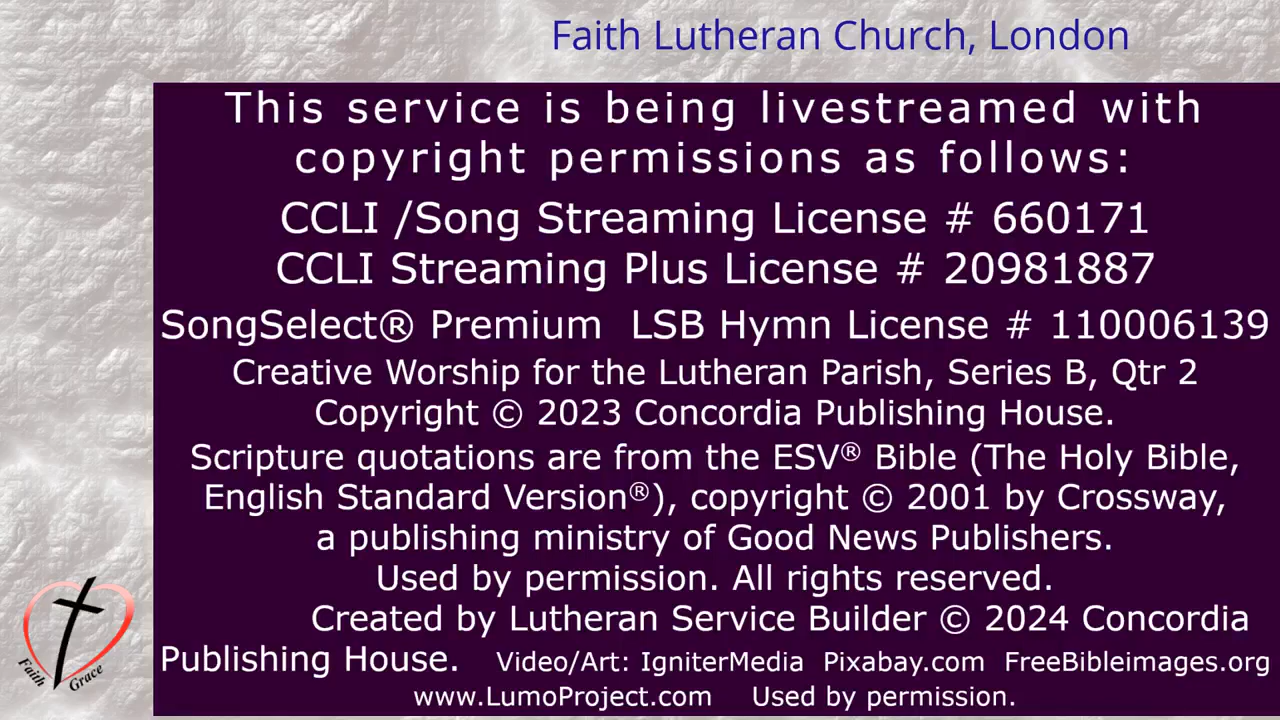 Faith Lutheran Church, London
This service is being livestreamed with
copyright permissions as follows:
CCLI /Song Streaming License # 660171
CCLI Streaming Plus License # 20981887
SongSelect® Premium LSB Hymn License # 110006139
Creative Worship for the Lutheran Parish, Series B, Qtr 2
Copyright © 2023 Concordia Publishing House.
Scripture quotations are from the ESV® Bible (The Holy Bible,
English Standard Version®), copyright © 2001 by Crossway,
a publishing ministry of Good News Publishers.
Used by permission. All rights reserved.
Created by Lutheran Service Builder © 2024 Concordia
Publishing House. Video/Art: IgniterMedia Pixabay.com FreeBibleimages.org
www.LumoProject.com Used by permission.
Faith Grace